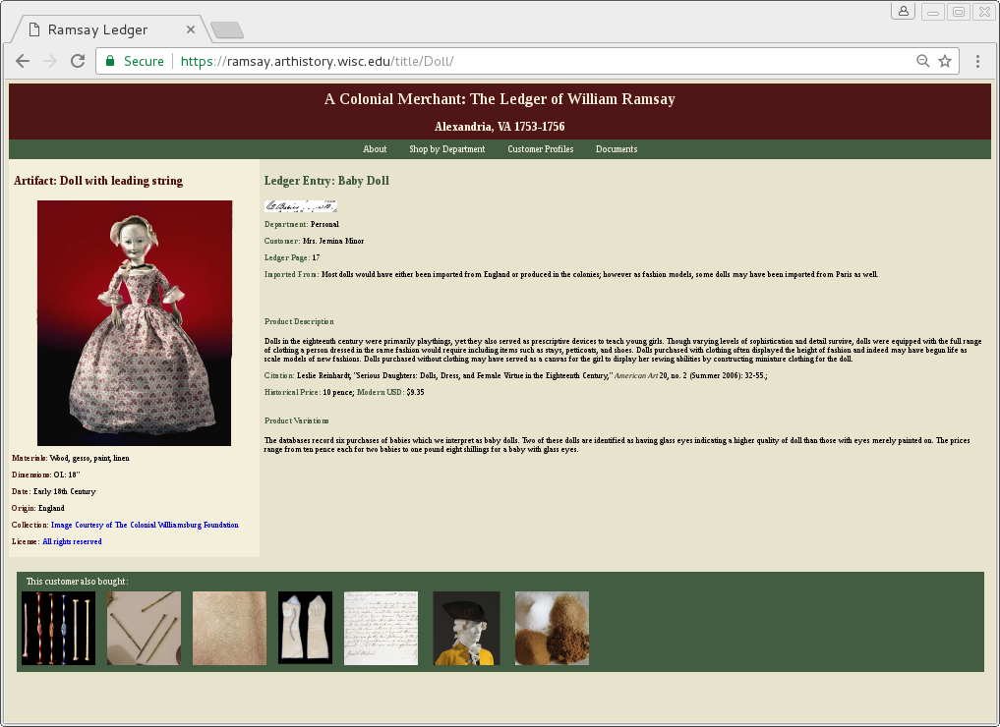 Ramsay Ledger
Secure
https://ramsay.arthistory.wisc.edu/title/Doll/
A Colonial Merchant: The Ledger of William Ramsay
Alexandria, VA 1753-1756
About Shop by Department Customer Profiles Documents
Artifact: Doll with leading string
Materials: Wood, gesso, paint, linen
Dimensions: OL: 18"
Date: Early 18th Century
Origin: England
Collection: Image Courtesy of The Colonial Williamsburg Foundation
License: All rights reserved
Ledger Entry: Baby Doll
Department: Personal
Customer: Mrs. Jemina Minor
Ledger Page: 17
Imported From: Most dolls would have either been imported from England or produced in the colonies; however as fashion models, some dolls may have been imported from Paris as well.
Product Description
Dolls in the eighteenth century were primarily playthings, yet they also served as prescriptive devices to teach young girls. Though varying levels of sophistication and detail survive, dolls were equipped with the full range
of clothing a person dressed in the same fashion would require including items such as stays, petticoats, and shoes. Dolls purchased with clothing often displayed the height of fashion and indeed may have begun life as
scale models of new fashions. Dolls purchased without clothing may have served as a canvas for the girl to display her sewing abilities by constructing miniature clothing for the doll.
Citation: Leslie Reinhardt, "Serious Daughters: Dolls, Dress, and Female Virtue in the Eighteenth Century," American Art 20, no. 2 (Summer 2006): 32-55.;
Historical Price: 10 pence; Modern USD: $9.35
Product Variations
The databases record six purchases of babies which we interpret as baby dolls. Two of these dolls are identified as having glass eyes indicating a higher quality of doll than those with eyes merely painted on. The prices
range from ten pence each for two babies to one pound eight shillings for a baby with glass eyes.
This customer also bought: